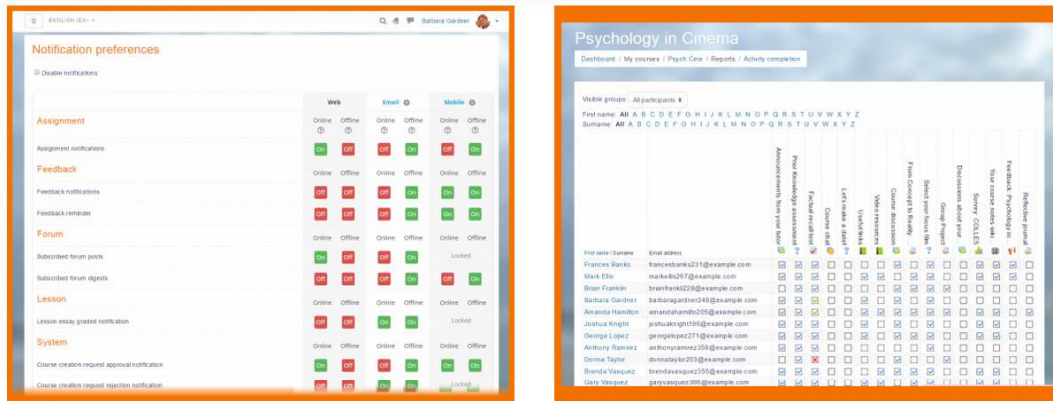 ENGLISH (EN)
Barbara Gardner
Notification preferences
Disable notifications
Web Email Mobile
Assignment Online Offline Online Offline Online Offline
Assignment notifications On Off Off On Off On
Feedback Online Offline Online Offline Online Offline
Feedback notifications Off Off Off On On On
Feedback reminder Off Off Off On On On
Forum Online Offline Online Offline Online Offline
Subscribed forum posts On Off Off On Locked
Subscribed forum digests On Off Off On Off On
Lesson Online Offline Online Offline Online Offline
Lesson essay graded notification Off Off On On Locked
System Online Offline Online Offline Online Offline
Course creation request approval notification On Off Off On On On
Course creation request rejection notification Locked
Psychology in Cinema
Dashboard / My courses / Psych Cine / Reports / Activity completion
Visible groups All participants
First name: All A B C D E F G H I J K L M N O P Q R S T U V W X Y Z
Surname: All A B C D E F G H I J K L M N O P Q R S T U V W X Y Z
Announcements from your tutor
Prior Knowledge assessment
Factual recall test
Course chat
Let's make a date!
Useful links
Video resources
Course discussion
From Concept to Reality
Select your focus film
Group Project
Discussions about your
Survey: COLLES
Your course notes wiki
Feedback: Psychology in
Reflective journal
First name / Surname Email address
Frances Banks francesbanks231@example.com
Mark Ellis markellis267@example.com
Brian Franklin brianfrankli228@example.com
Barbara Gardner barbaragardner249@example.com
Amanda Hamilton amandahamilto205@example.com
Joshua Knight joshuaknight196@example.com
George Lopez georgelopez271@example.com
Anthony Ramirez anthonyramirez359@example.com
Donna Taylor donnataylor203@example.com
Brenda Vasquez brendavasquez355@example.com
Gary Vasquez garyvasquez366@example.com